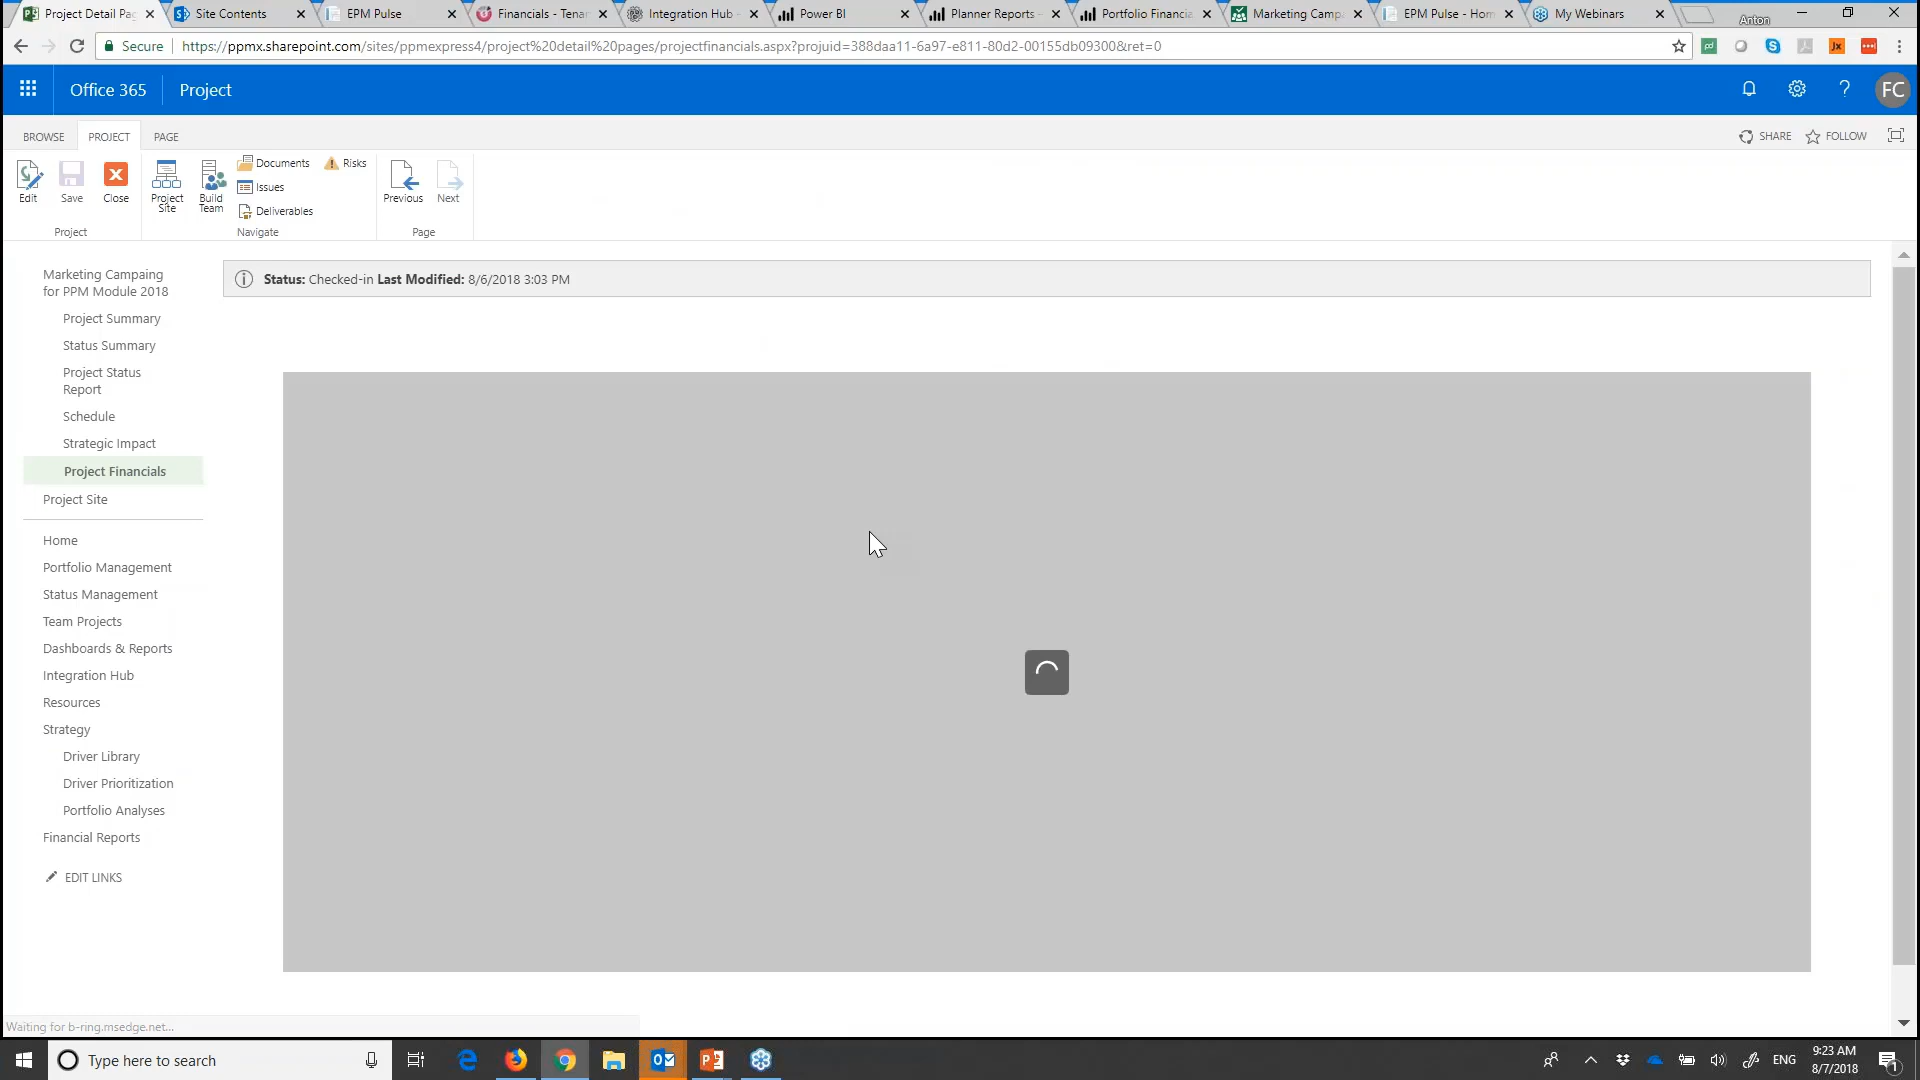 Project Detail Pag
Site Contents
EPM Pulse
Financials - Tenan
Integration Hub -
Power BI
Planner Reports -
Portfolio Financia
Marketing Campa
EPM Pulse - Hom
My Webinars
Anton
Secure
https://ppmx.sharepoint.com/sites/ppmexpress4/project%20detail%20pages/projectfinancials.aspx?projuid=388daa11-6a97-e811-80d2-00155db09300&ret=0
Office 365
Project
FC
BROWSE
PROJECT
PAGE
SHARE
FOLLOW
Edit
Save
Close
Project Site
Build Team
Documents
Risks
Issues
Deliverables
Previous
Next
Project
Navigate
Page
Marketing Campaing
for PPM Module 2018
Project Summary
Status Summary
Project Status
Report
Schedule
Strategic Impact
Project Financials
Project Site
Home
Portfolio Management
Status Management
Team Projects
Dashboards & Reports
Integration Hub
Resources
Strategy
Driver Library
Driver Prioritization
Portfolio Analyses
Financial Reports
EDIT LINKS
Status: Checked-in Last Modified: 8/6/2018 3:03 PM
Waiting for b-ring.msedge.net...
Type here to search
ENG
9:23 AM
8/7/2018
1